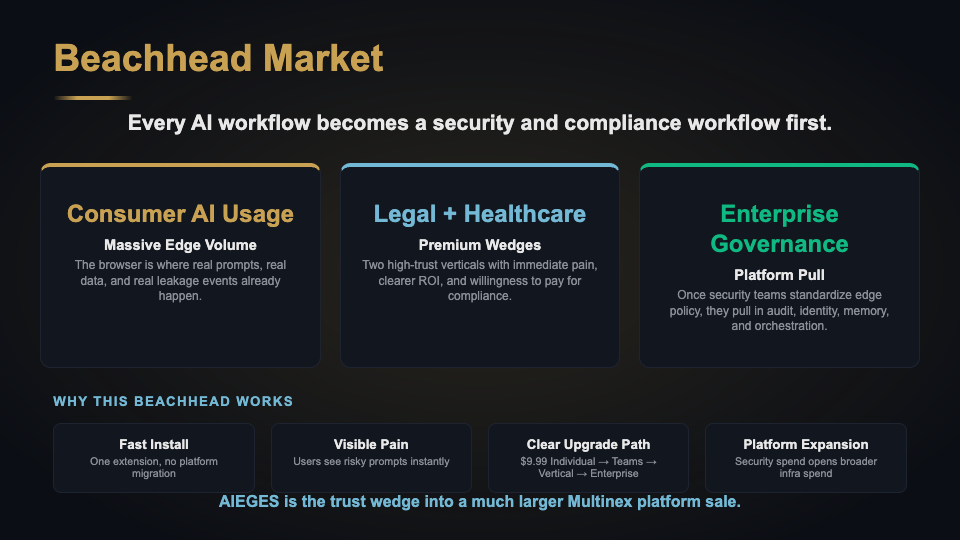 Beachhead Market
Every AI workflow becomes a security and compliance workflow first.
Consumer AI Usage
Massive Edge Volume
The browser is where real prompts, real
data, and real leakage events already
happen.
Legal + Healthcare
Premium Wedges
Two high-trust verticals with immediate pain,
clearer ROI, and willingness to pay for
compliance.
Enterprise
Governance
Platform Pull
Once security teams standardize edge
policy, they pull in audit, identity, memory,
and orchestration.
WHY THIS BEACHHEAD WORKS
Fast Install
One extension, no platform
migration
Visible Pain
Users see risky prompts instantly
Clear Upgrade Path
$9.99 Individual → Teams →
Vertical → Enterprise
Platform Expansion
Security spend opens broader
infra spend
AIEGES is the trust wedge into a much larger Multinex platform sale.